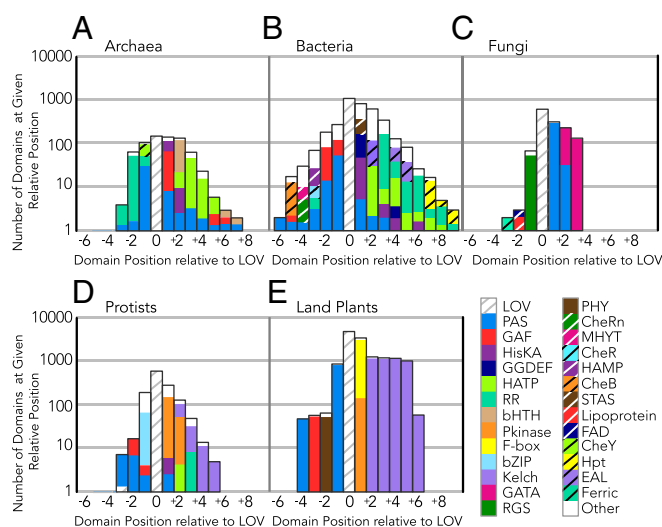 A B C
Archaea Bacteria Fungi
Number of Domains at Given
Relative Position
10000
1000
100
10
1
-6 -4 -2 0 +2 +4 +6 +8
-6 -4 -2 0 +2 +4 +6 +8
-6 -4 -2 0 +2 +4 +6 +8
Domain Position relative to LOV
Domain Position relative to LOV
Domain Position relative to LOV
D E
Protists Land Plants
Number of Domains at Given
Relative Position
10000
1000
100
10
1
-6 -4 -2 0 +2 +4 +6 +8
-6 -4 -2 0 +2 +4 +6 +8
Domain Position relative to LOV
Domain Position relative to LOV
LOV
PAS
GAF
HisKA
GGDEF
HATP
RR
bHTH
Pkinase
F-box
bZIP
Kelch
GATA
RGS
PHY
CheRn
MHYT
CheR
HAMP
CheB
STAS
Lipoprotein
FAD
CheY
Hpt
EAL
Ferric
Other